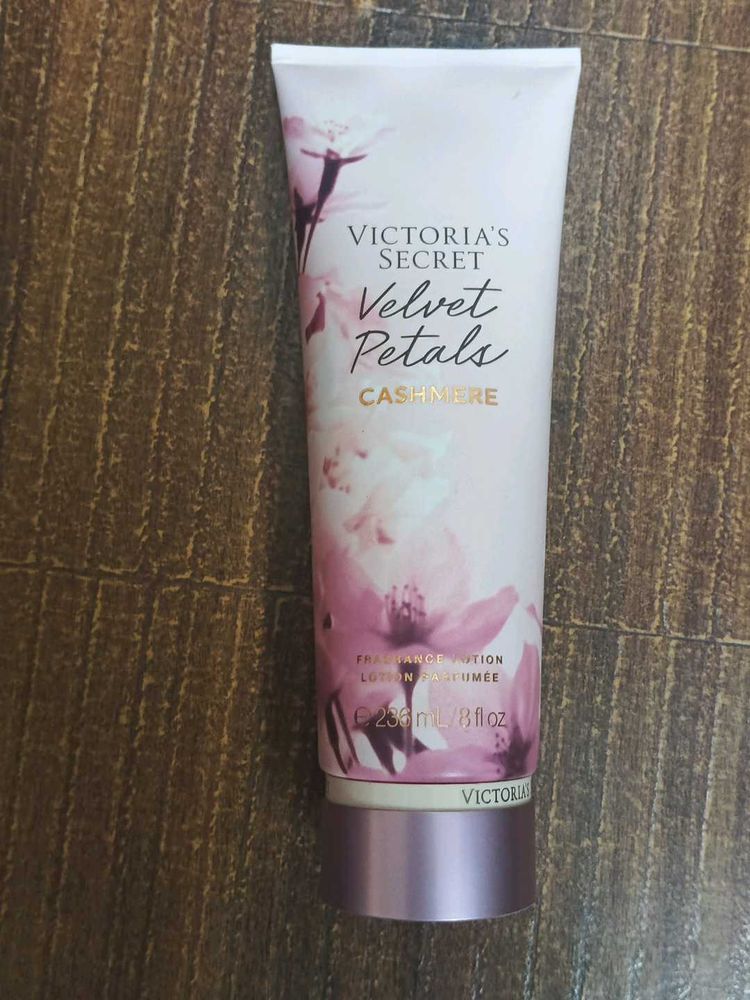 VICTORIA'S
SECRET
Velvet
Petals
CASHMERE
FRAGRANCE LOTION
LOTION PARFUMÉE
℮ 236 mL/8 fl oz
VICTORIA'S